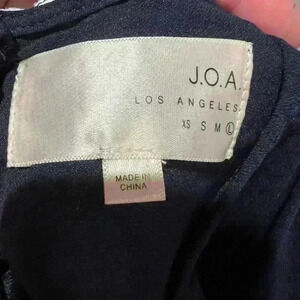 J.O.A.
LOS ANGELES
XS S M Ⓛ
MADE IN
CHINA